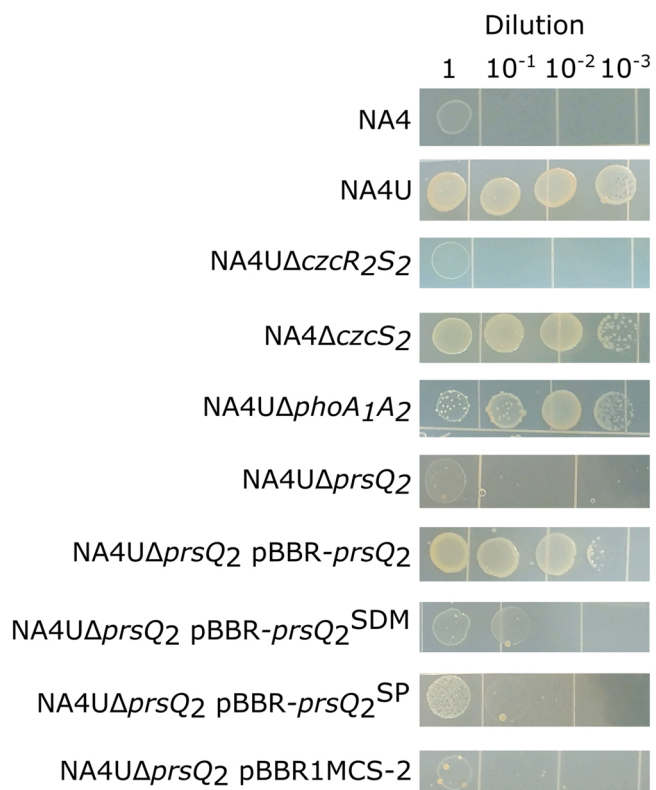 Dilution
1 10⁻¹ 10⁻² 10⁻³
NA4
NA4U
NA4UΔczcR₂S₂
NA4ΔczcS₂
NA4UΔphoA₁A₂
NA4UΔprsQ₂
NA4UΔprsQ₂ pBBR-prsQ₂
NA4UΔprsQ₂ pBBR-prsQ₂ˢᴰᴹ
NA4UΔprsQ₂ pBBR-prsQ₂ˢᴾ
NA4UΔprsQ₂ pBBR1MCS-2